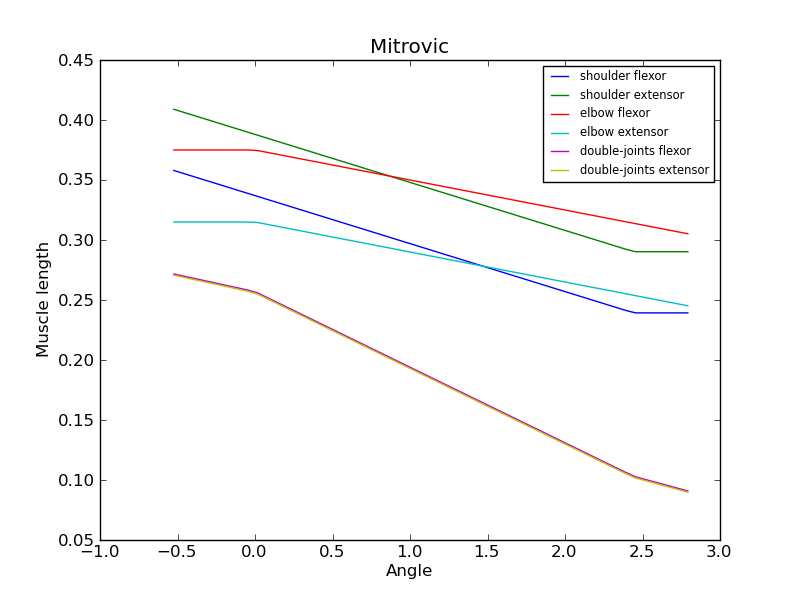 Mitrovic
0.45
0.40
0.35
0.30
0.25
0.20
0.15
0.10
0.05
Muscle length
shoulder flexor
shoulder extensor
elbow flexor
elbow extensor
double-joints flexor
double-joints extensor
−1.0 −0.5 0.0 0.5 1.0 1.5 2.0 2.5 3.0
Angle